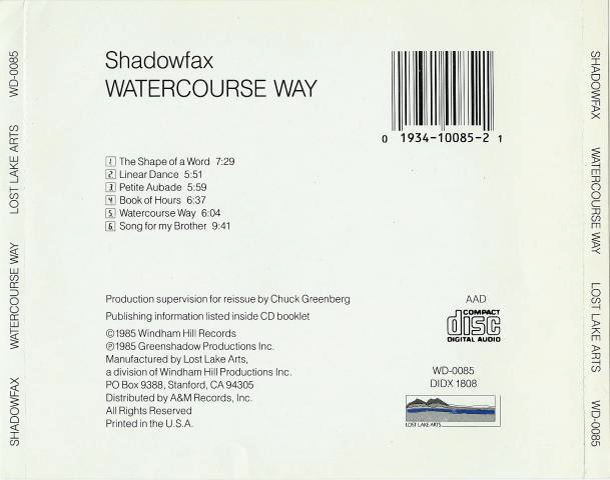 Shadowfax
WATERCOURSE WAY
0 1934-10085-2 1
1 The Shape of a Word 7:29
2 Linear Dance 5:51
3 Petite Aubade 5:59
4 Book of Hours 6:37
5 Watercourse Way 6:04
6 Song for my Brother 9:41
Production supervision for reissue by Chuck Greenberg
Publishing information listed inside CD booklet
©1985 Windham Hill Records
℗1985 Greenshadow Productions Inc.
Manufactured by Lost Lake Arts,
a division of Windham Hill Productions Inc.
PO Box 9388, Stanford, CA 94305
Distributed by A&M Records, Inc.
All Rights Reserved
Printed in the U.S.A.
AAD
COMPACT
disc
DIGITAL AUDIO
WD-0085
DIDX 1808
LOST LAKE ARTS
SHADOWFAX WATERCOURSE WAY LOST LAKE ARTS WD-0085
SHADOWFAX WATERCOURSE WAY LOST LAKE ARTS WD-0085